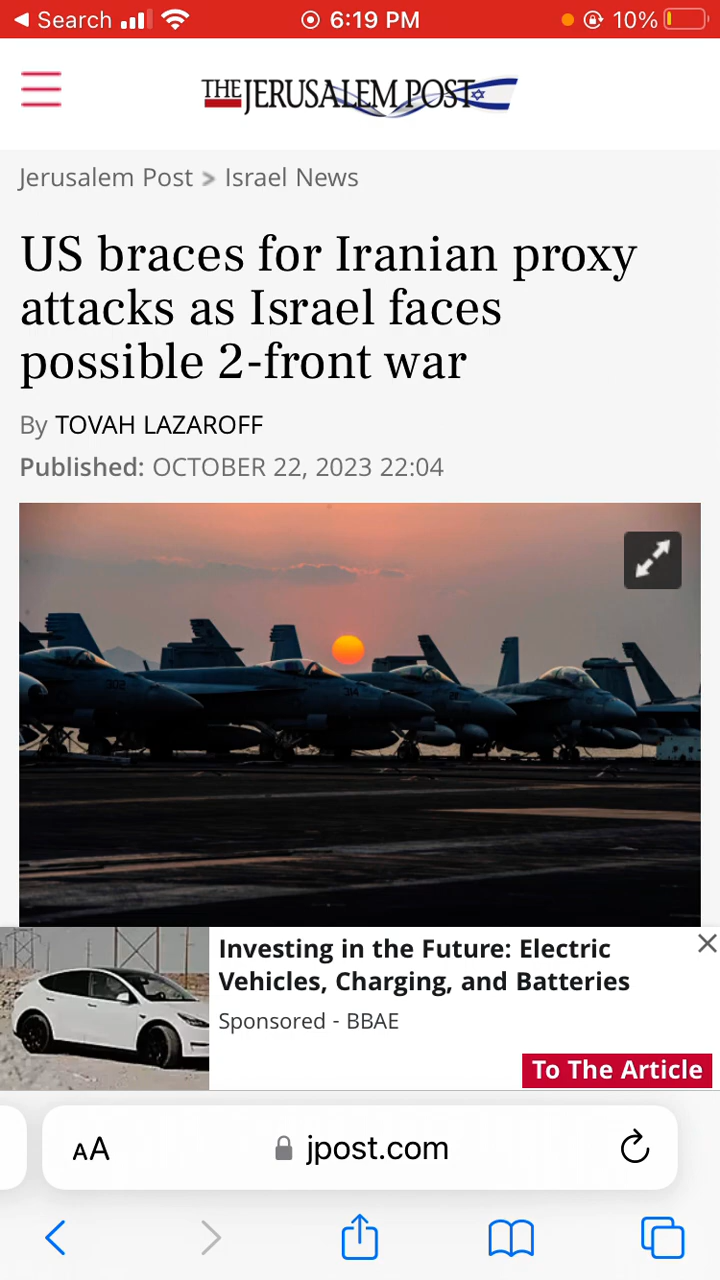 Search 6:19 PM 10%
THE JERUSALEM POST
Jerusalem Post > Israel News
US braces for Iranian proxy
attacks as Israel faces
possible 2-front war
By TOVAH LAZAROFF
Published: OCTOBER 22, 2023 22:04
302
314
Investing in the Future: Electric
Vehicles, Charging, and Batteries
Sponsored - BBAE
To The Article
AA jpost.com